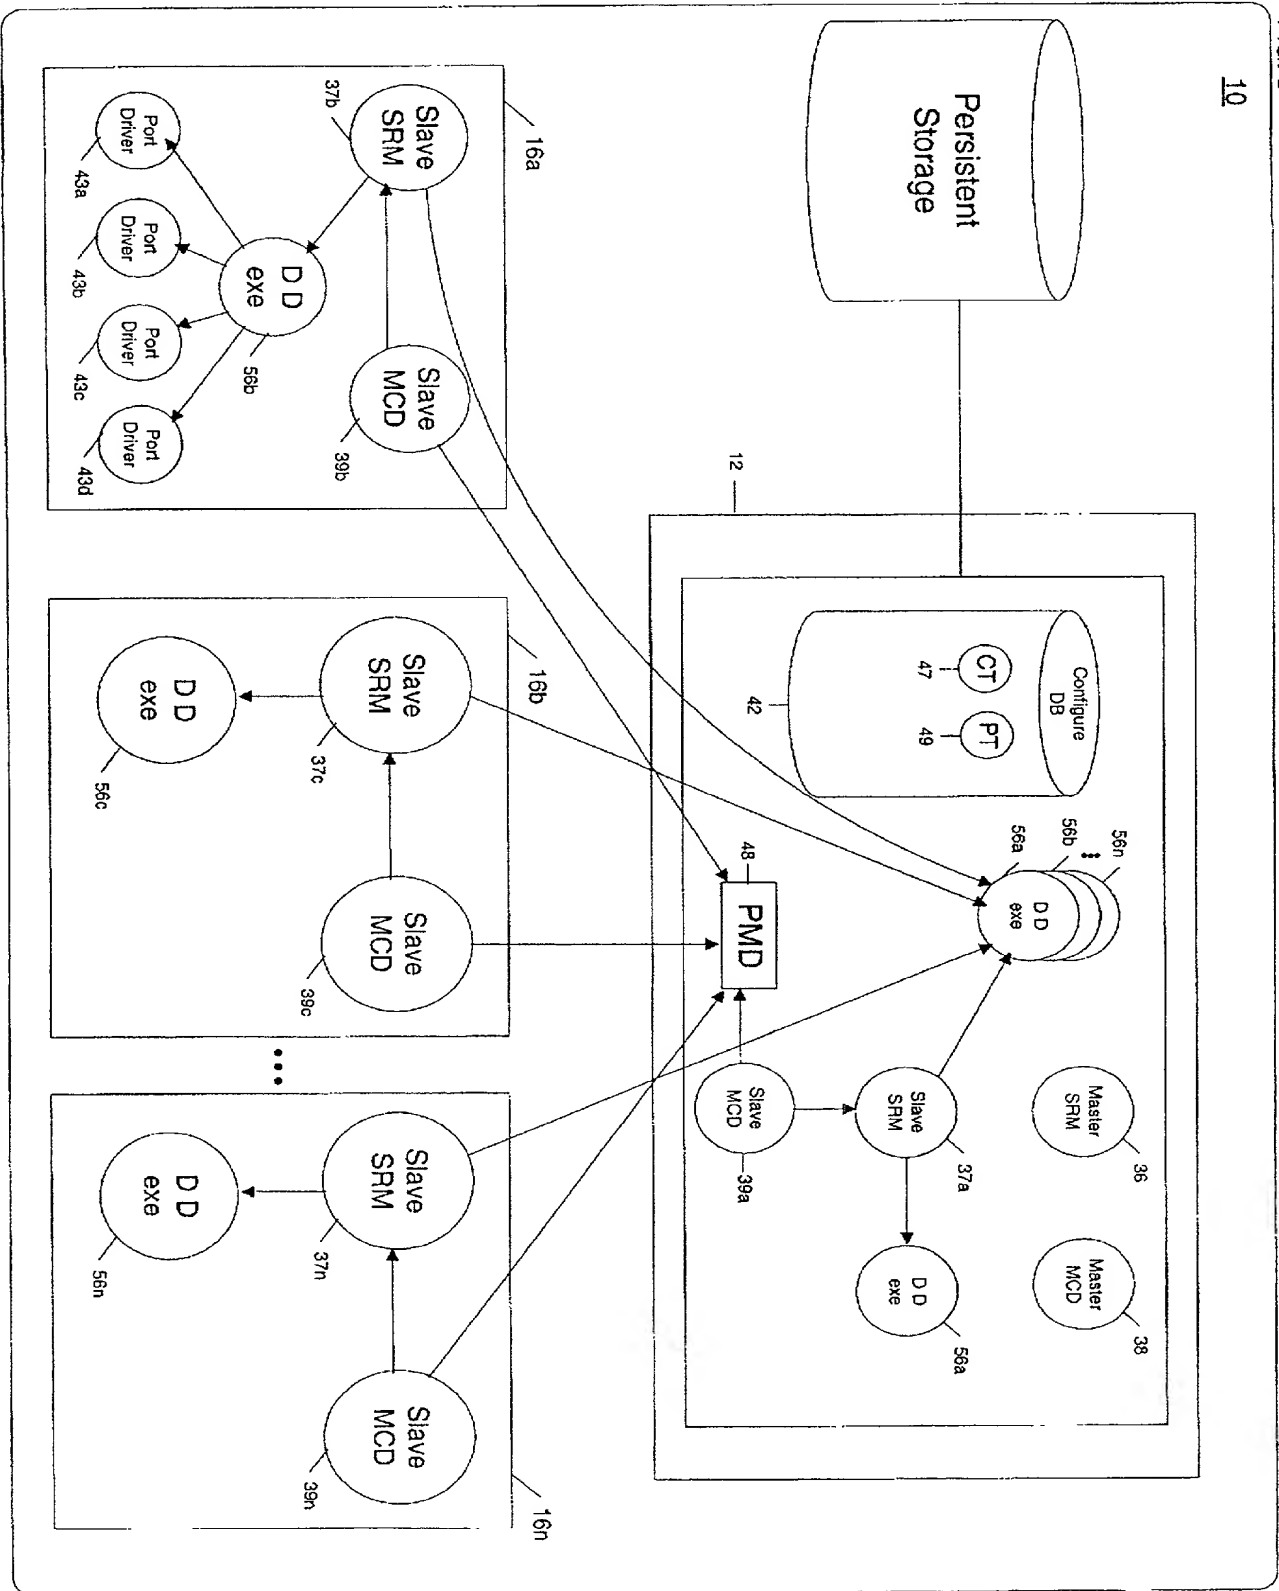 10
Persistent
Storage
12
Configure
DB
CT
47
PT
49
42
56n
56b
56a
D D
exe
48
PMD
Master
SRM
36
Master
MCD
38
Slave
SRM
37a
Slave
MCD
39a
D D
exe
56a
16a
Slave
SRM
37b
Slave
MCD
39b
D D
exe
56b
Port
Driver
43a
Port
Driver
43b
Port
Driver
43c
Port
Driver
43d
16b
Slave
SRM
37c
Slave
MCD
39c
D D
exe
56c
...
16n
Slave
SRM
37n
Slave
MCD
39n
D D
exe
56n